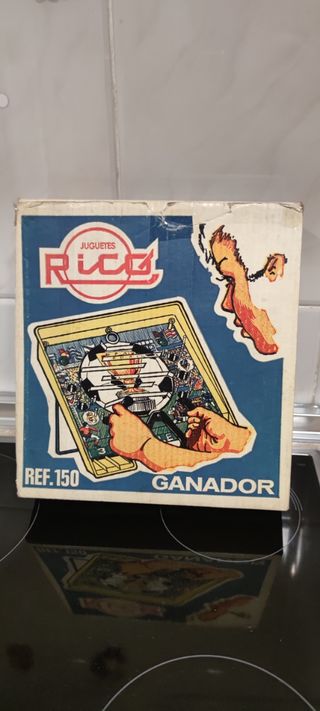 JUGUETES
RICO
REF. 150
GANADOR